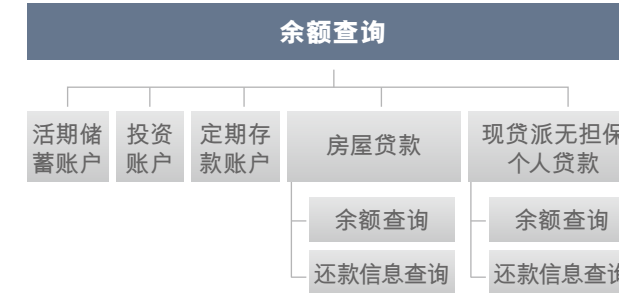 余额查询
活期储
蓄账户
投资
账户
定期存
款账户
房屋贷款
现贷派无担保
个人贷款
余额查询
还款信息查询
余额查询
还款信息查询